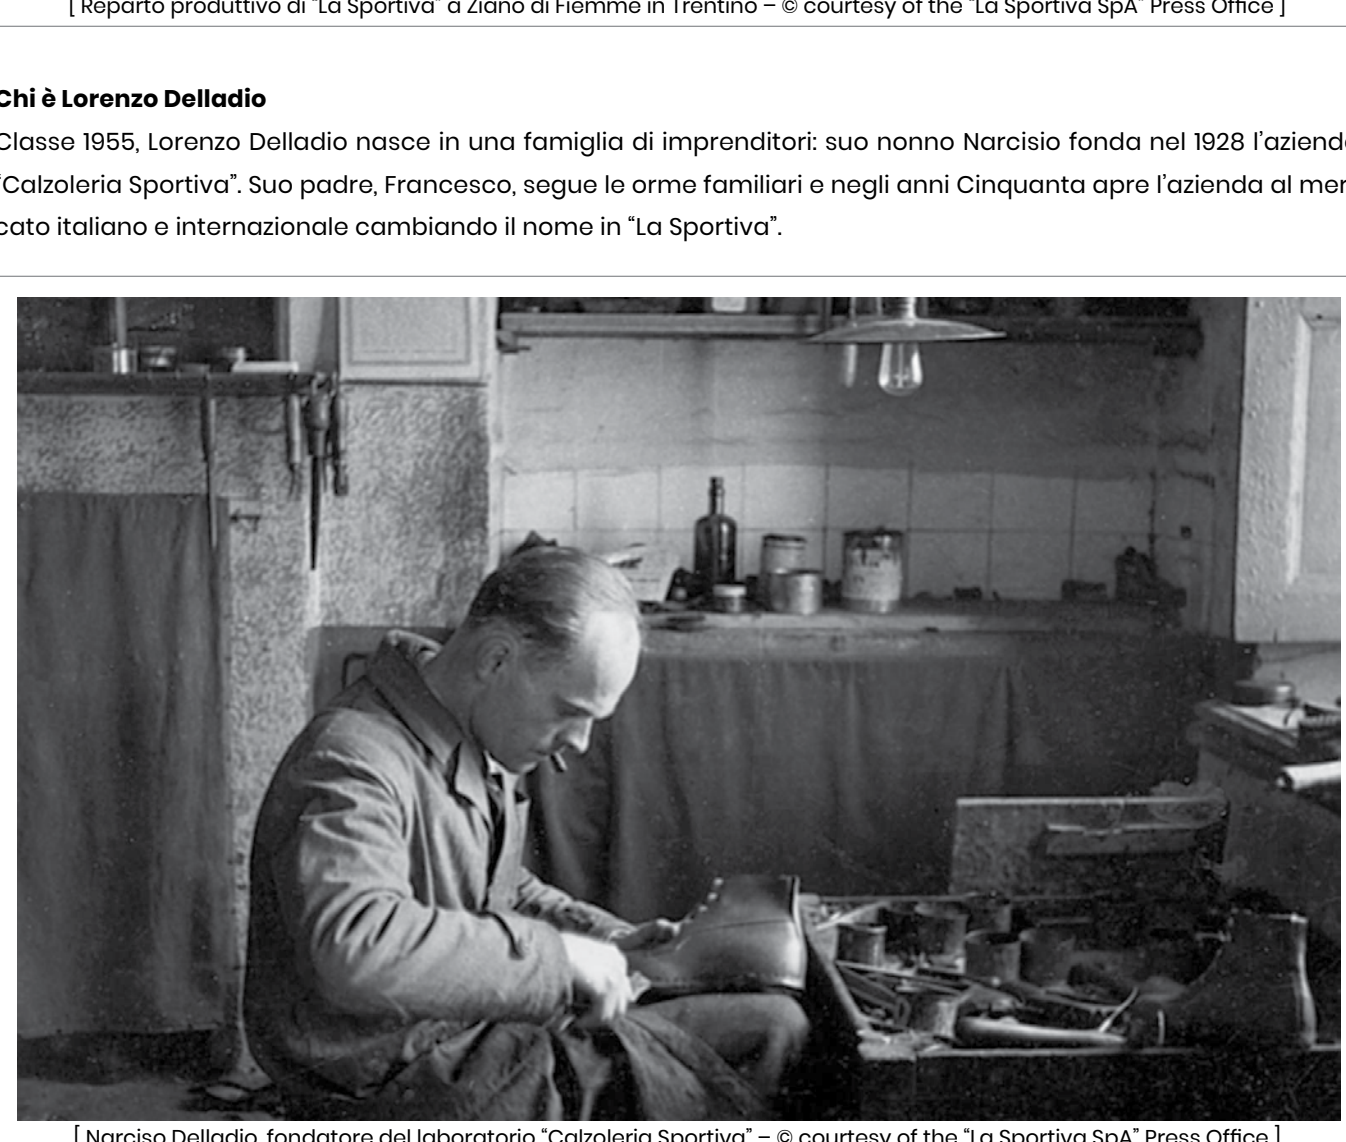 [ Reparto produttivo di “La Sportiva” a Ziano di Fiemme in Trentino – © courtesy of the “La Sportiva SpA” Press Office ]
Chi è Lorenzo Delladio
Classe 1955, Lorenzo Delladio nasce in una famiglia di imprenditori: suo nonno Narcisio fonda nel 1928 l’azienda
“Calzoleria Sportiva”. Suo padre, Francesco, segue le orme familiari e negli anni Cinquanta apre l’azienda al mer
cato italiano e internazionale cambiando il nome in “La Sportiva”.
[ Narciso Delladio, fondatore del laboratorio “Calzoleria Sportiva” – © courtesy of the “La Sportiva SpA” Press Office ]